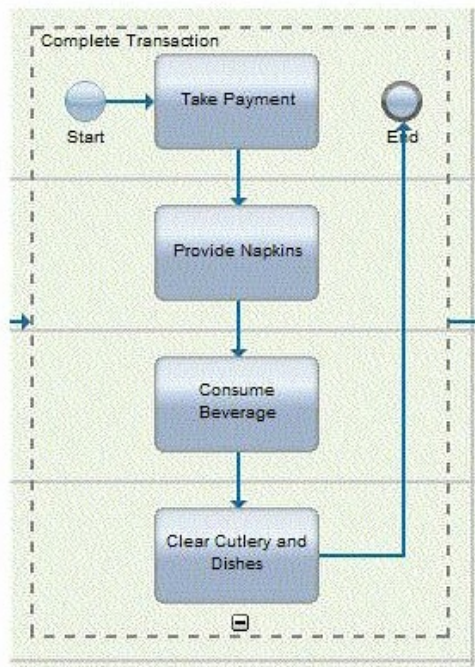 Complete Transaction
Take Payment
Start
End
Provide Napkins
Consume
Beverage
Clear Cutlery and
Dishes